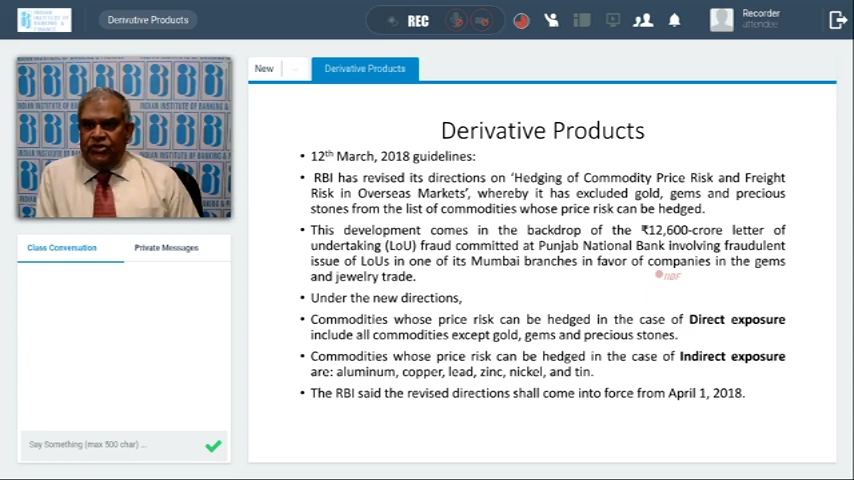 INDIAN
INSTITUTE OF
BANKING &
FINANCE
Derivative Products
REC
Recorder
attendee
New
Derivative Products
Class Conversation
Private Messages
Say Something (max 500 char) ...
Derivative Products
• 12th March, 2018 guidelines:
• RBI has revised its directions on 'Hedging of Commodity Price Risk and Freight
Risk in Overseas Markets', whereby it has excluded gold, gems and precious
stones from the list of commodities whose price risk can be hedged.
• This development comes in the backdrop of the ₹12,600-crore letter of
undertaking (LoU) fraud committed at Punjab National Bank involving fraudulent
issue of LoUs in one of its Mumbai branches in favor of companies in the gems
and jewelry trade.
• Under the new directions,
• Commodities whose price risk can be hedged in the case of Direct exposure
include all commodities except gold, gems and precious stones.
• Commodities whose price risk can be hedged in the case of Indirect exposure
are: aluminum, copper, lead, zinc, nickel, and tin.
• The RBI said the revised directions shall come into force from April 1, 2018.